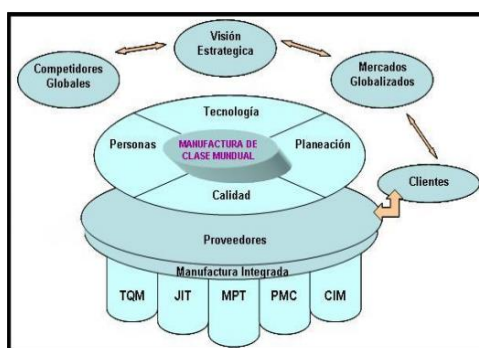 Visión
Estrategica
Competidores
Globales
Mercados
Globalizados
Tecnología
Personas
MANUFACTURA DE
CLASE MUNDUAL
Planeación
Calidad
Clientes
Proveedores
Manufactura Integrada
TQM JIT MPT PMC CIM